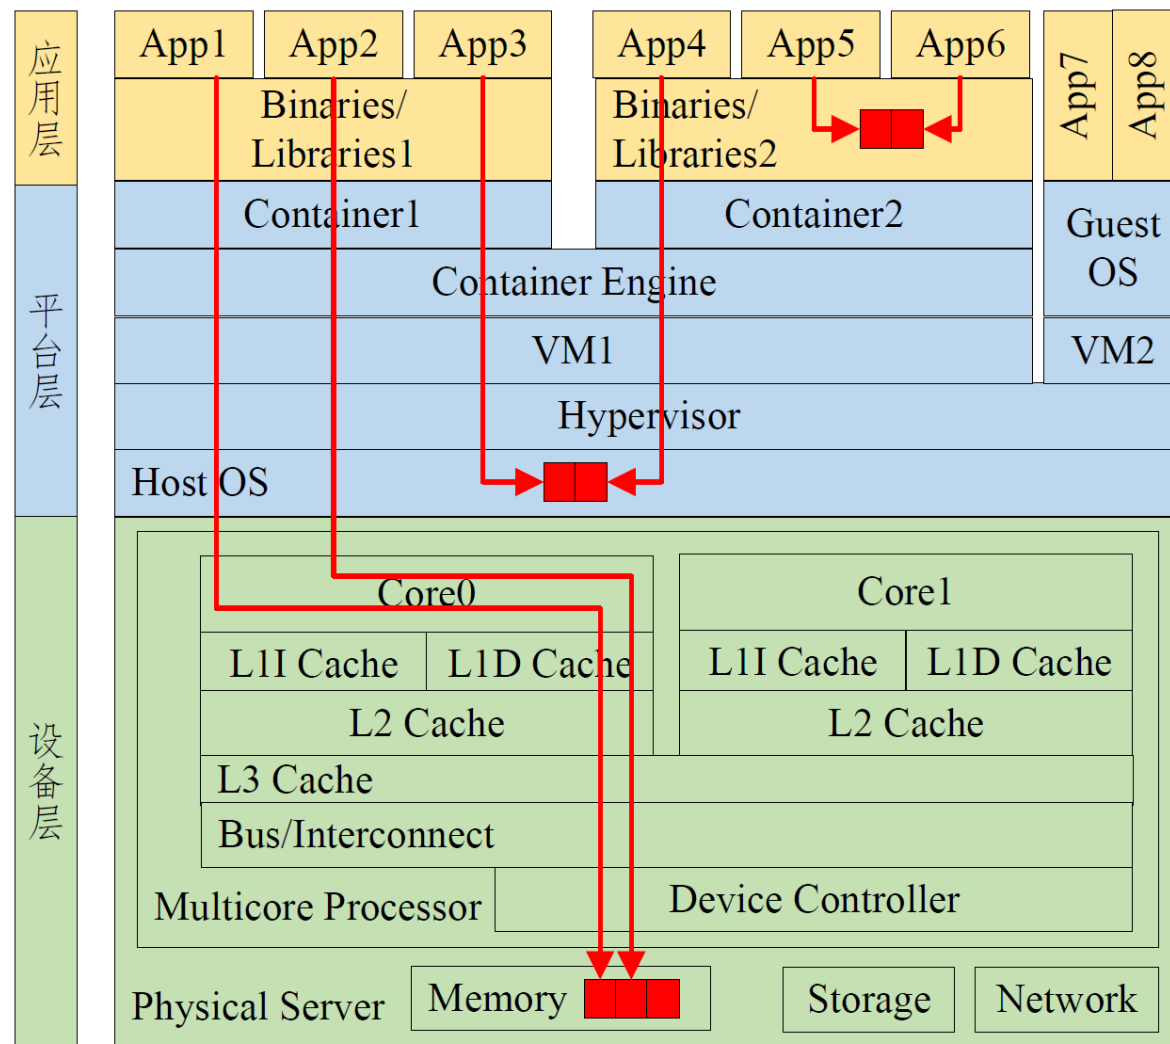 应用层
App1
App2
App3
App4
App5
App6
App7
App8
Binaries/
Libraries1
Binaries/
Libraries2
平台层
Container1
Container2
Guest
OS
Container Engine
VM1
VM2
Hypervisor
Host OS
设备层
Core0
Core1
L1I Cache
L1D Cache
L1I Cache
L1D Cache
L2 Cache
L2 Cache
L3 Cache
Bus/Interconnect
Multicore Processor
Device Controller
Physical Server
Memory
Storage
Network